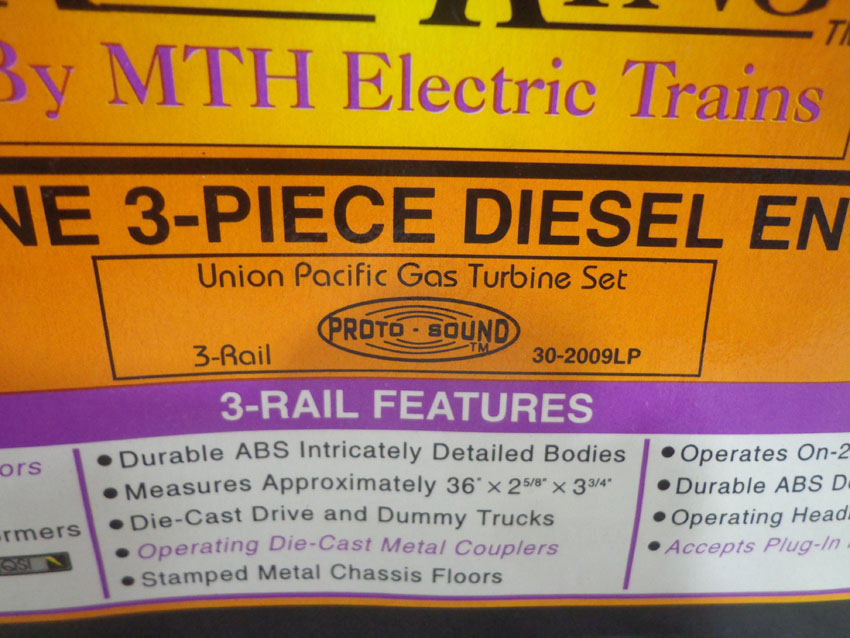 By MTH Electric Trains
TM
NE 3-PIECE DIESEL EN
Union Pacific Gas Turbine Set
PROTO-SOUND
TM
3-Rail
30-2009LP
3-RAIL FEATURES
ors
rmers
QSI
• Durable ABS Intricately Detailed Bodies
• Measures Approximately 36" × 2 5/8" × 3 3/4"
• Die-Cast Drive and Dummy Trucks
• Operating Die-Cast Metal Couplers
• Stamped Metal Chassis Floors
• Operates On-2
• Durable ABS D
• Operating Head
• Accepts Plug-In